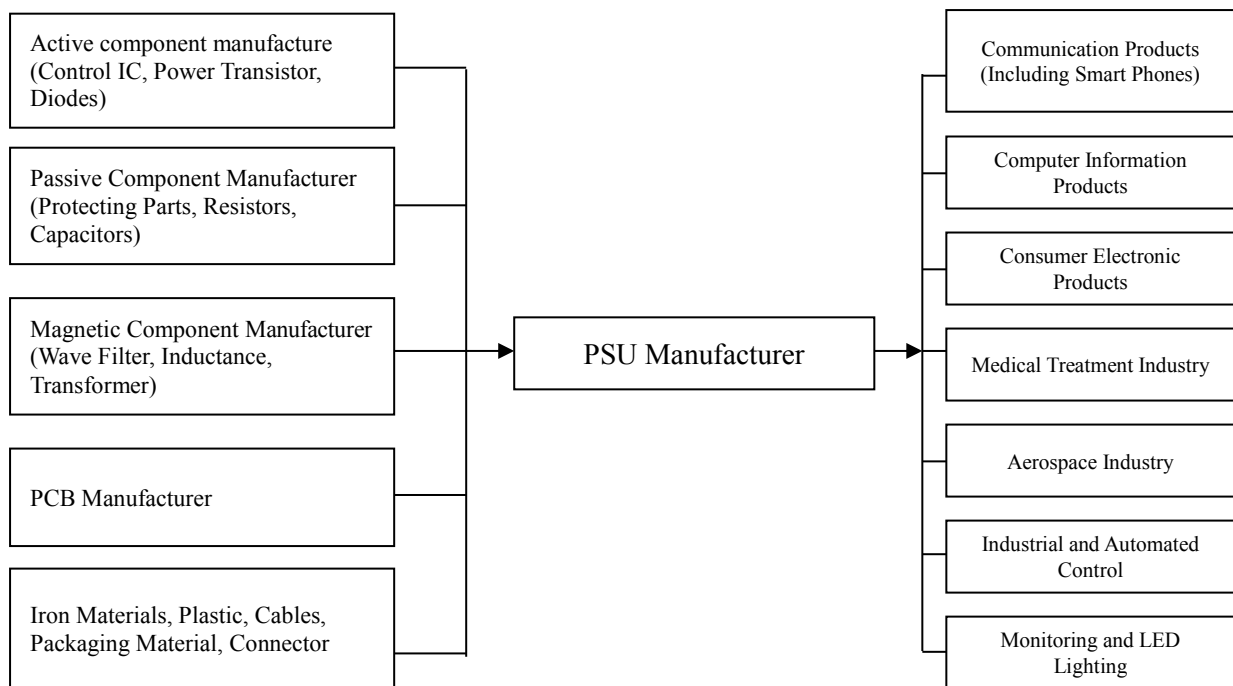 Active component manufacture
(Control IC, Power Transistor,
Diodes)
Passive Component Manufacturer
(Protecting Parts, Resistors,
Capacitors)
Magnetic Component Manufacturer
(Wave Filter, Inductance,
Transformer)
PCB Manufacturer
Iron Materials, Plastic, Cables,
Packaging Material, Connector
PSU Manufacturer
Communication Products
(Including Smart Phones)
Computer Information
Products
Consumer Electronic
Products
Medical Treatment Industry
Aerospace Industry
Industrial and Automated
Control
Monitoring and LED
Lighting